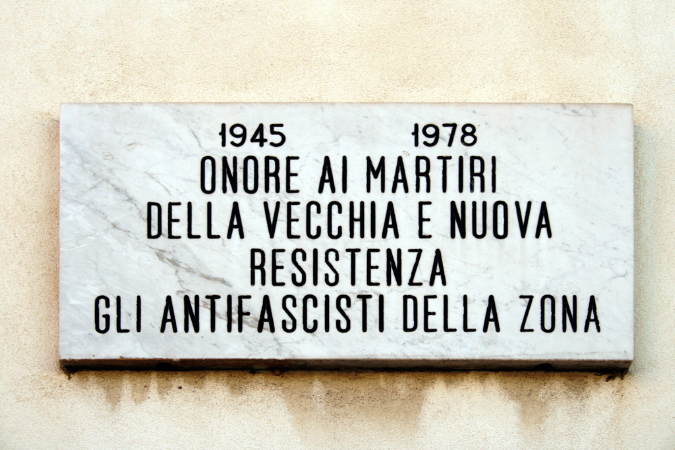 1945 1978
ONORE AI MARTIRI
DELLA VECCHIA E NUOVA
RESISTENZA
GLI ANTIFASCISTI DELLA ZONA